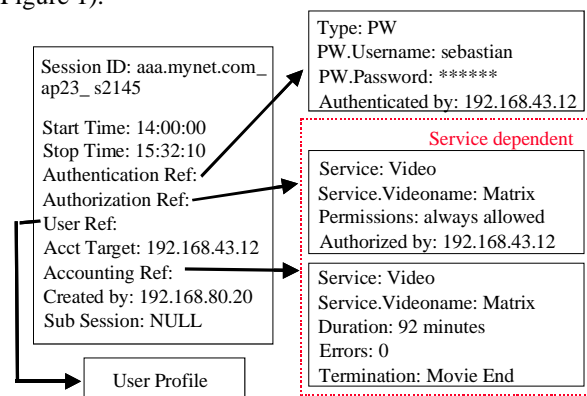 Figure 1).
Session ID: aaa.mynet.com_
ap23_ s2145
Start Time: 14:00:00
Stop Time: 15:32:10
Authentication Ref:
Authorization Ref:
User Ref:
Acct Target: 192.168.43.12
Accounting Ref:
Created by: 192.168.80.20
Sub Session: NULL
User Profile
Type: PW
PW.Username: sebastian
PW.Password: ******
Authenticated by: 192.168.43.12
Service dependent
Service: Video
Service.Videoname: Matrix
Permissions: always allowed
Authorized by: 192.168.43.12
Service: Video
Service.Videoname: Matrix
Duration: 92 minutes
Errors: 0
Termination: Movie End